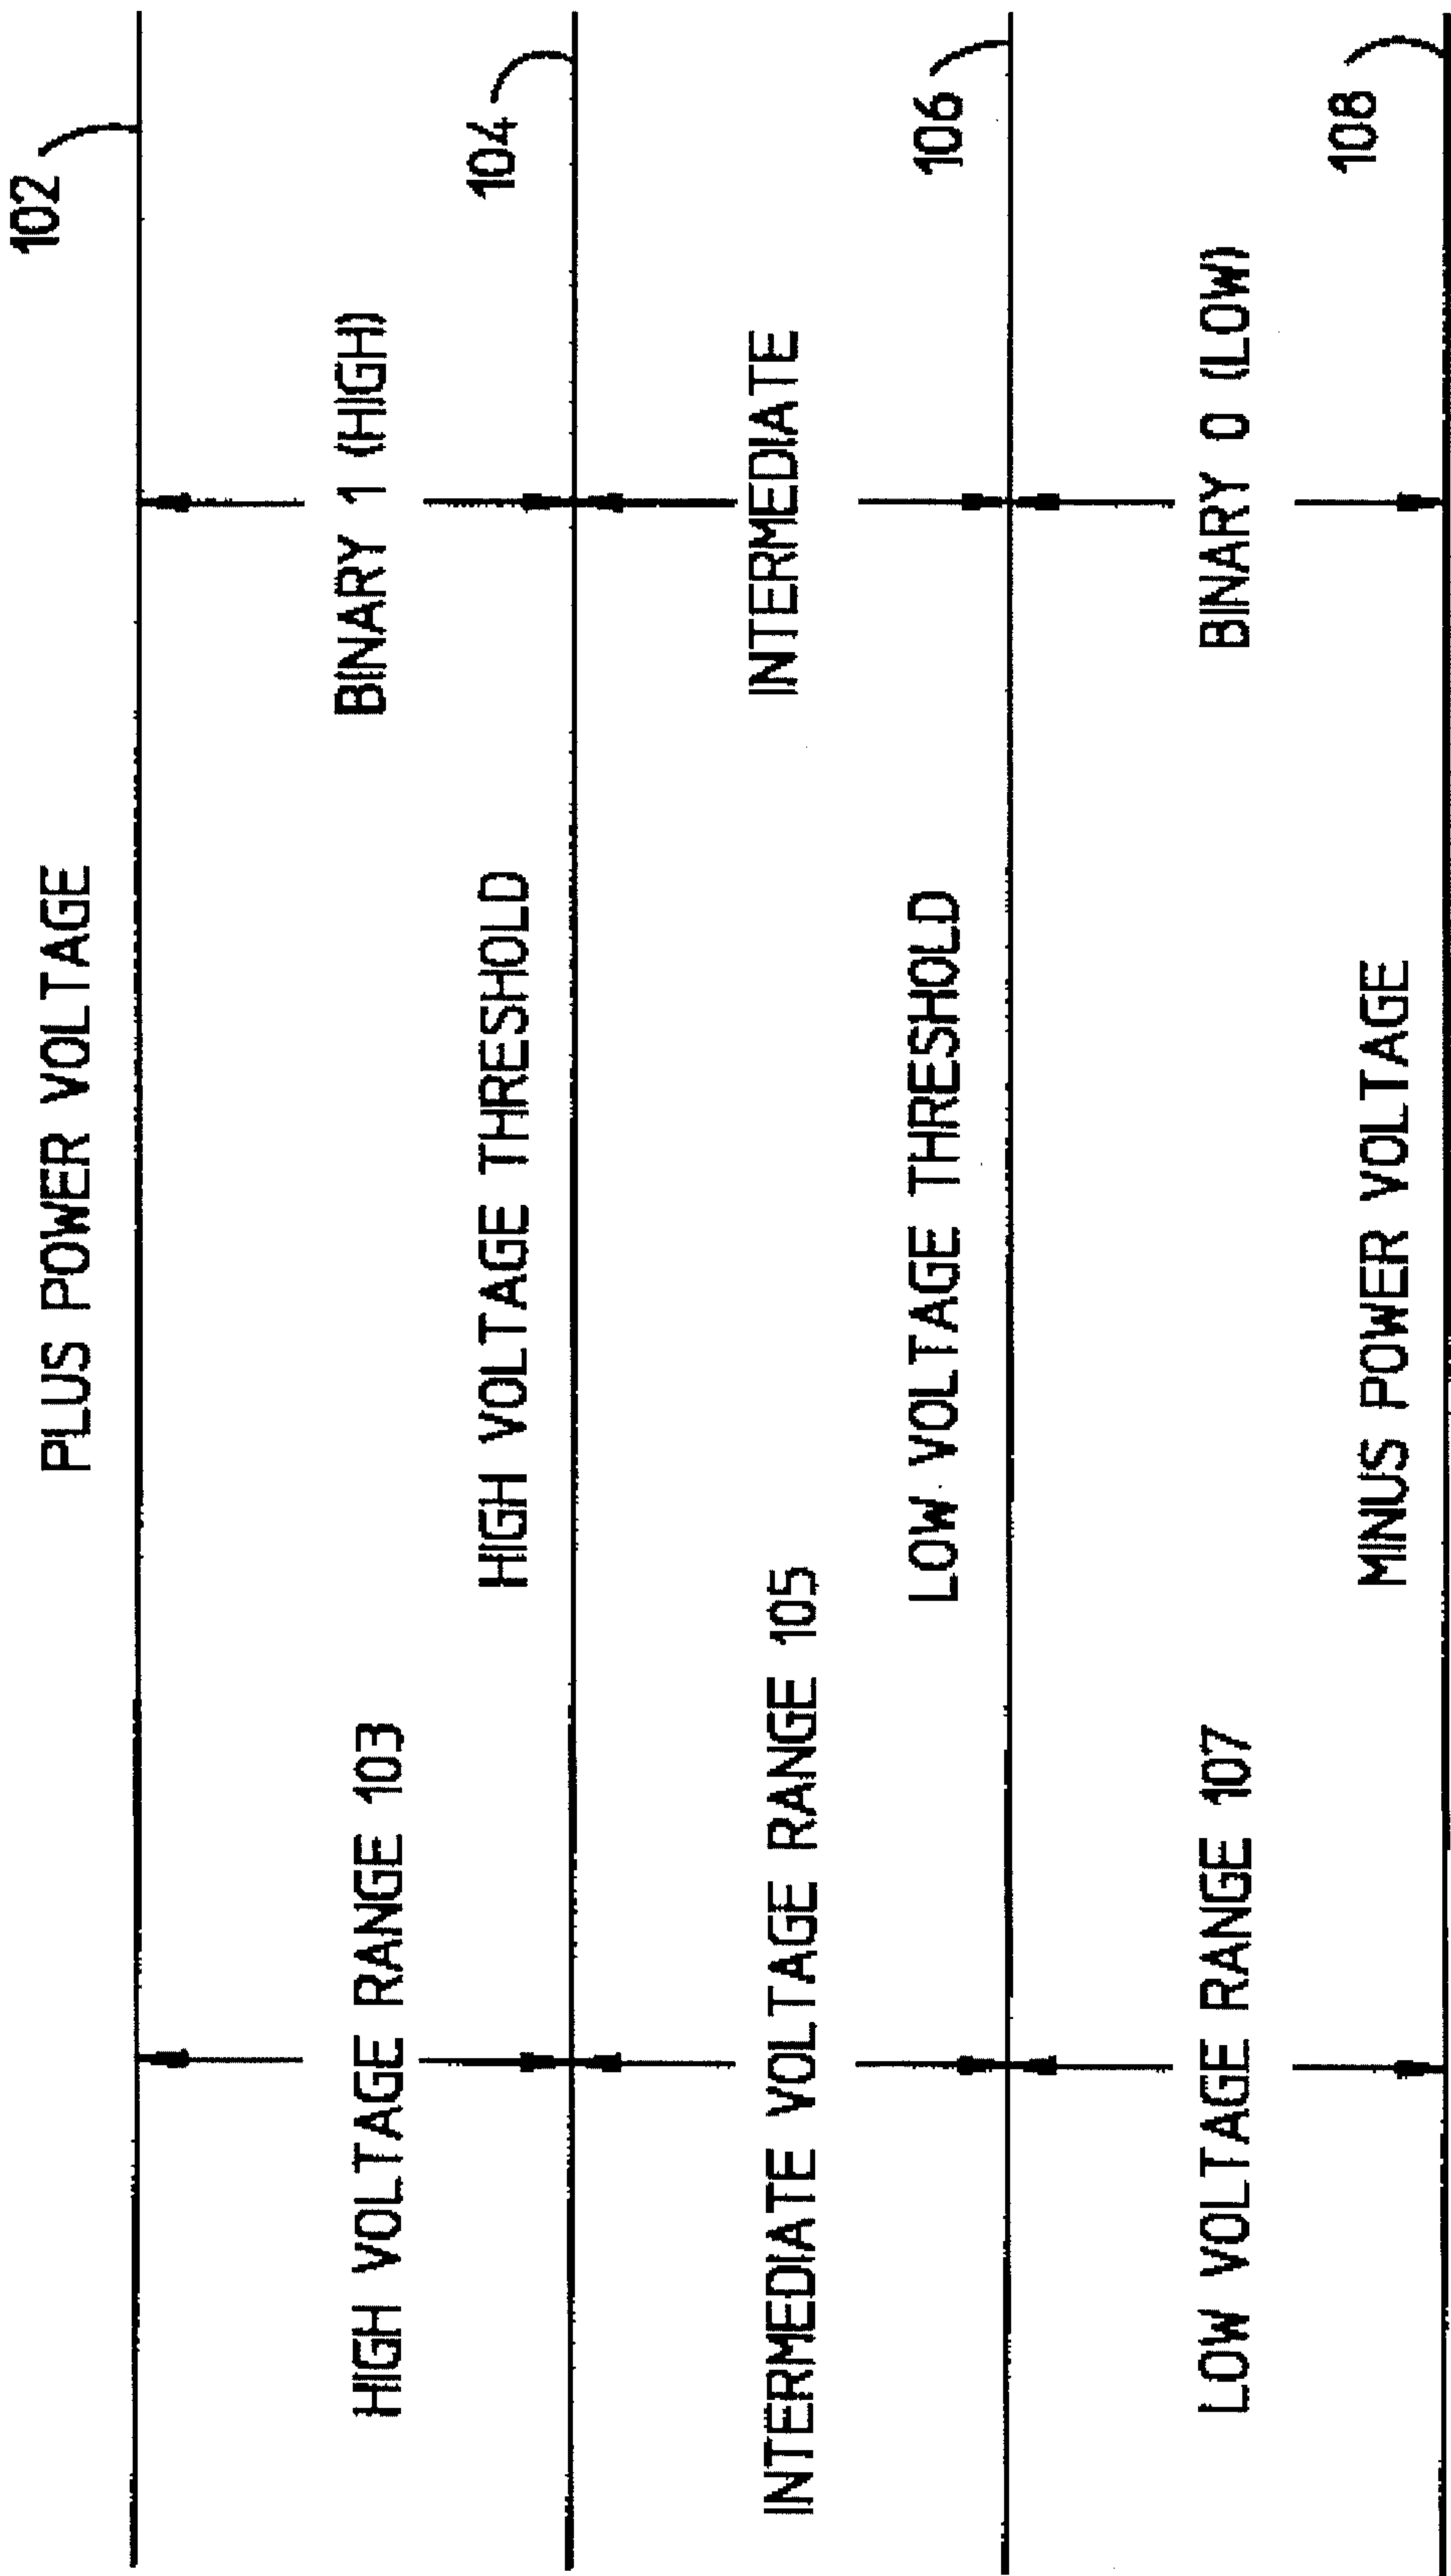 PLUS POWER VOLTAGE
102
HIGH VOLTAGE RANGE 103
BINARY 1 (HIGH)
HIGH VOLTAGE THRESHOLD
104
INTERMEDIATE VOLTAGE RANGE 105
INTERMEDIATE
LOW VOLTAGE THRESHOLD
106
LOW VOLTAGE RANGE 107
BINARY 0 (LOW)
MINUS POWER VOLTAGE
108